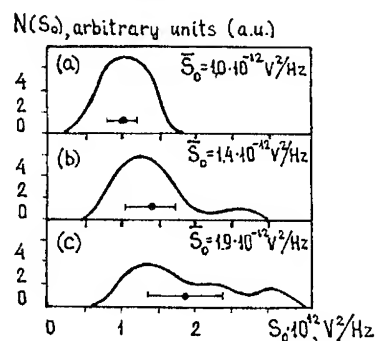 N(S₀), arbitrary units (a.u.)
(a)
S̄₀=1,0·10⁻¹²V²/Hz
4
2
0
(b)
S̄₀=1,4·10⁻¹²V²/Hz
4
2
0
(c)
S̄₀=1,9·10⁻¹²V²/Hz
4
2
0
0 1 2 S₀·10¹², V²/Hz